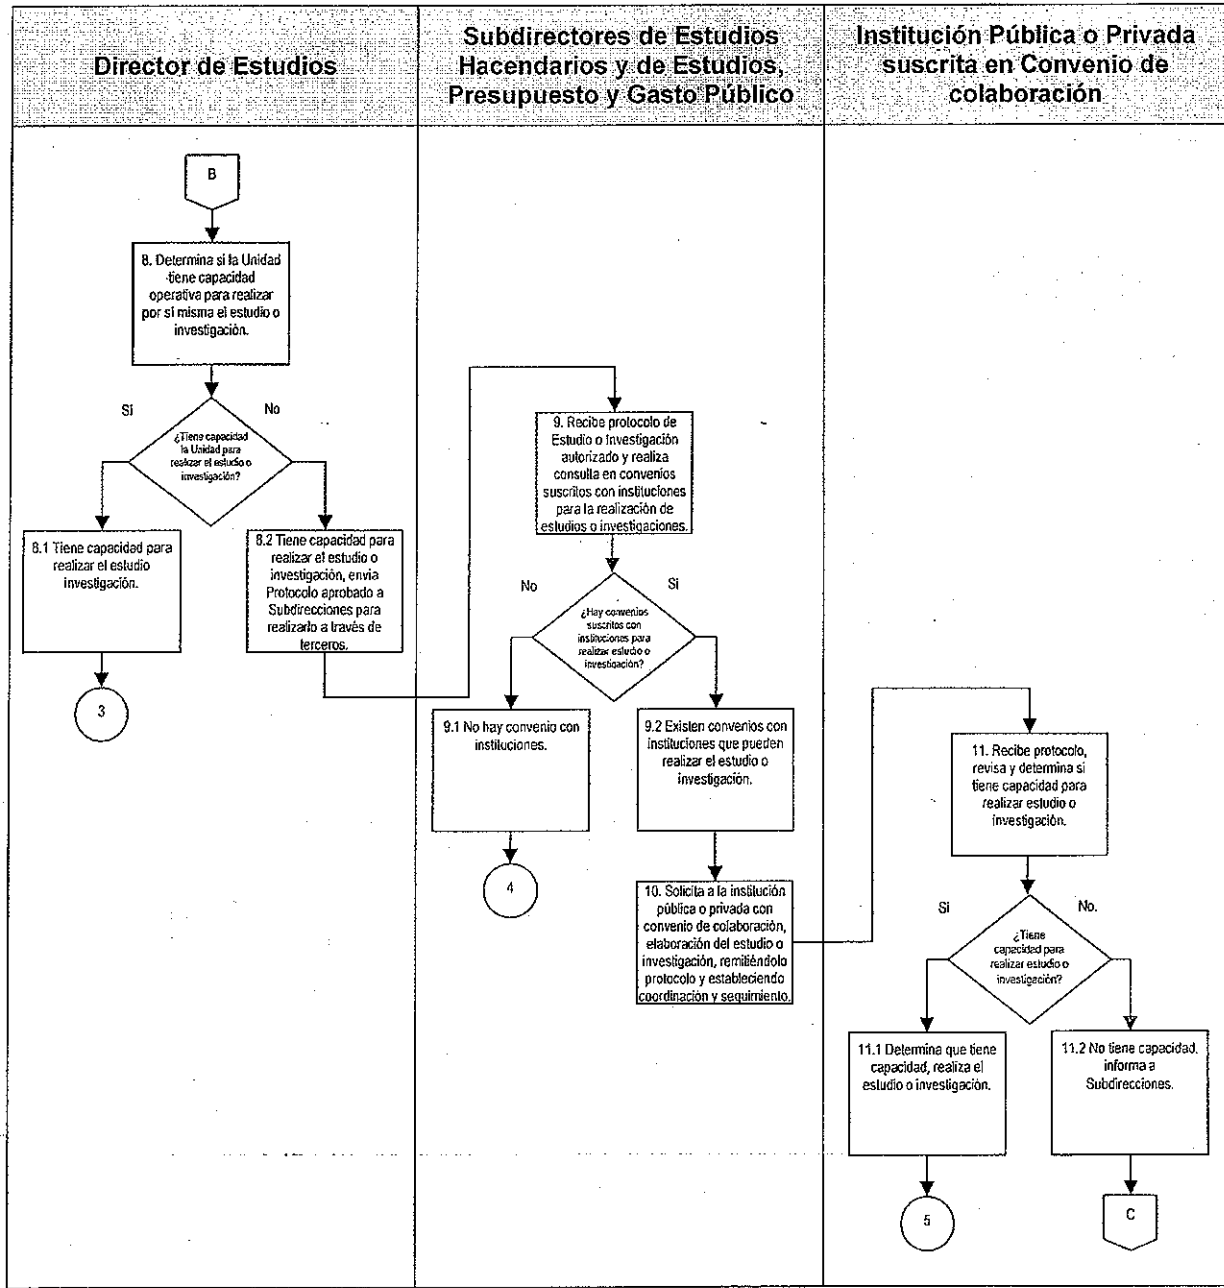 Director de Estudios
Subdirectores de Estudios
Hacendarios y de Estudios,
Presupuesto y Gasto Público
Institución Pública o Privada
suscrita en Convenio de
colaboración
B
8. Determina si la Unidad
tiene capacidad
operativa para realizar
por si misma el estudio o
investigación.
Si
No
¿Tiene capacidad
la Unidad para
realizar el estudio o
investigación?
8.1 Tiene capacidad para
realizar el estudio
investigación.
8.2 Tiene capacidad para
realizar el estudio o
investigación, envia
Protocolo aprobado a
Subdirecciones para
realizarlo a través de
terceros.
3
9. Recibe protocolo de
Estudio o Investigación
autorizado y realiza
consulta en convenios
suscritos con instituciones
para la realización de
estudios o investigaciones.
No
Si
¿Hay convenios
suscritos con
instituciones para
realizar estudio o
investigación?
9.1 No hay convenio con
instituciones.
9.2 Existen convenios con
instituciones que pueden
realizar el estudio o
investigación.
4
10. Solicita a la institución
pública o privada con
convenio de colaboración,
elaboración del estudio o
investigación, remitiéndolo
protocolo y estableciendo
coordinación y seguimiento.
11. Recibe protocolo,
revisa y determina si
tiene capacidad para
realizar estudio o
investigación.
Si
No.
¿Tiene
capacidad para
realizar estudio o
investigación?
11.1 Determina que tiene
capacidad, realiza el
estudio o investigación.
11.2 No tiene capacidad,
informa a
Subdirecciones.
5
C